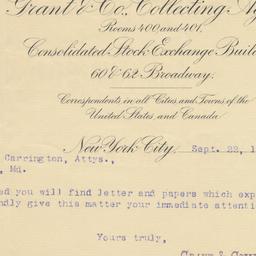 Grant & Co., Collecting Ag
Rooms 400 and 401,
Consolidated Stock Exchange Buil
60 & 62 Broadway.
Correspondents in all Cities and Towns of the
United States and Canada
New York City, Sept. 22, 1
Carrington, Attys.,
, Md.
ed you will find letter and papers which exp
ndly give this matter your immediate attenti
Yours truly,